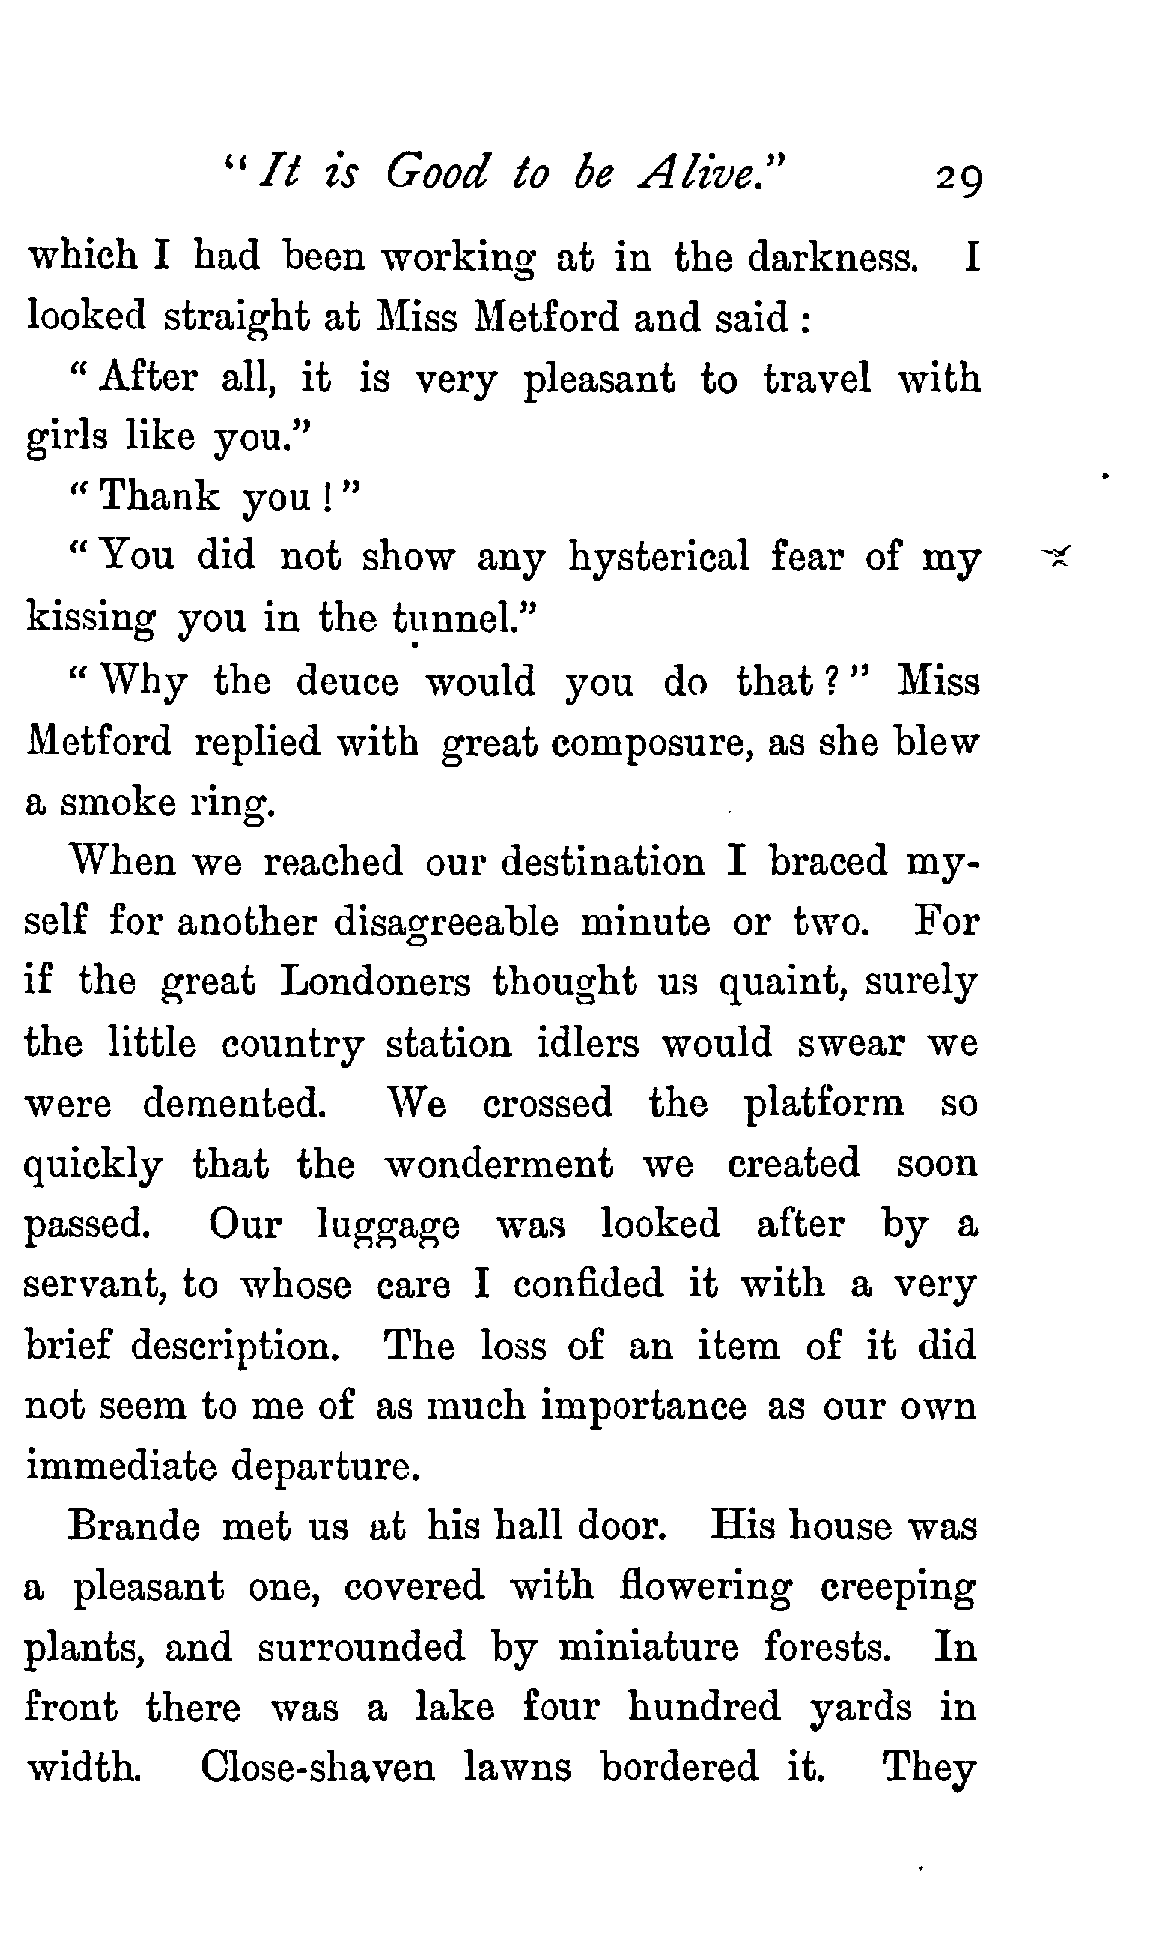 "It is Good to be Alive." 29
which I had been working at in the darkness. I
looked straight at Miss Metford and said :
"After all, it is very pleasant to travel with
girls like you."
"Thank you !"
"You did not show any hysterical fear of my
kissing you in the tunnel."
"Why the deuce would you do that ?" Miss
Metford replied with great composure, as she blew
a smoke ring.
When we reached our destination I braced my-
self for another disagreeable minute or two. For
if the great Londoners thought us quaint, surely
the little country station idlers would swear we
were demented. We crossed the platform so
quickly that the wonderment we created soon
passed. Our luggage was looked after by a
servant, to whose care I confided it with a very
brief description. The loss of an item of it did
not seem to me of as much importance as our own
immediate departure.
Brande met us at his hall door. His house was
a pleasant one, covered with flowering creeping
plants, and surrounded by miniature forests. In
front there was a lake four hundred yards in
width. Close-shaven lawns bordered it. They